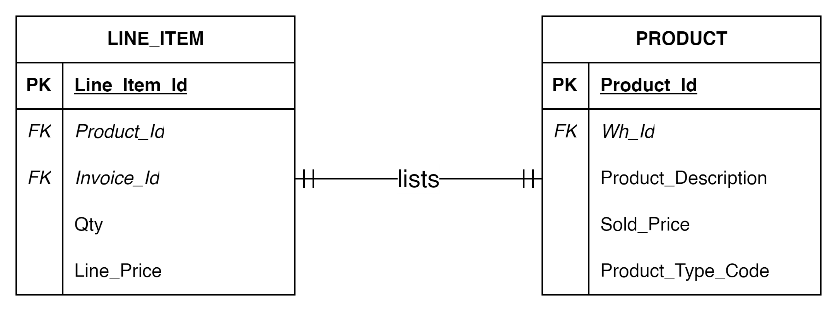 LINE_ITEM
PK Line_Item_Id
FK Product_Id
FK Invoice_Id
Qty
Line_Price
lists
PRODUCT
PK Product_Id
FK Wh_Id
Product_Description
Sold_Price
Product_Type_Code